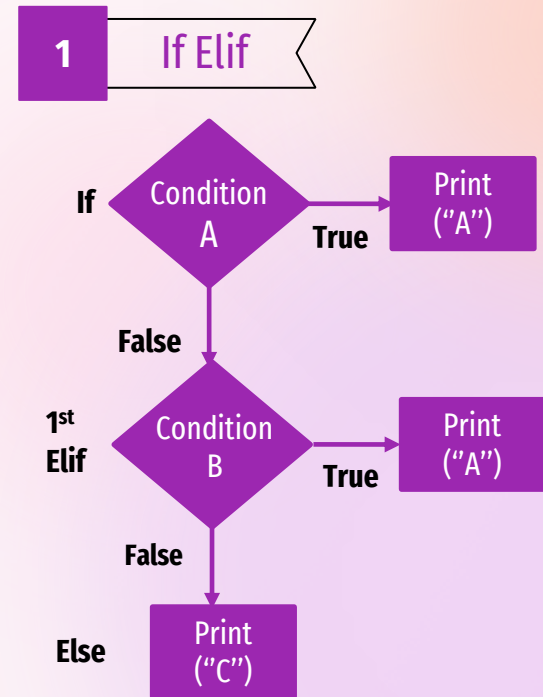 1
If Elif
If
Condition
A
True
Print
(‘’A’’)
False
1st
Elif
Condition
B
True
Print
(‘’A’’)
False
Else
Print
(‘’C’’)